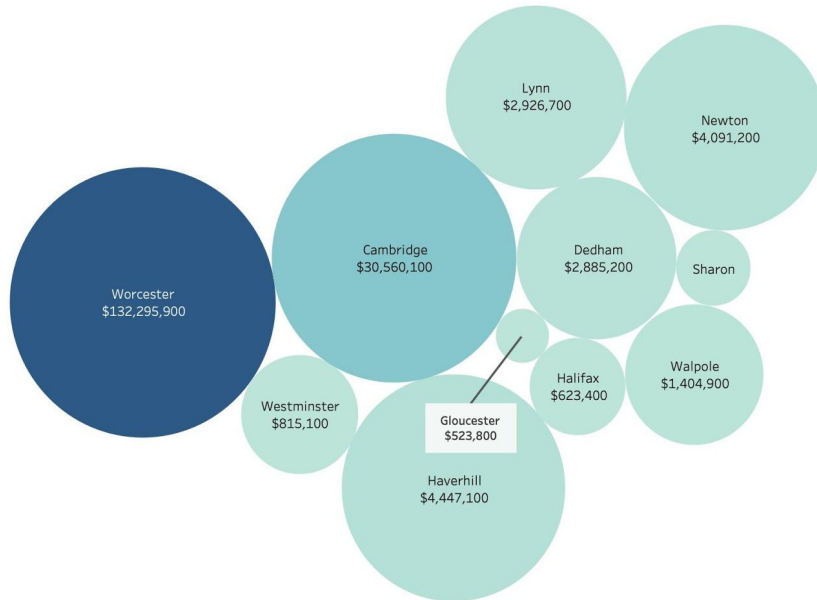 Lynn
$2,926,700
Newton
$4,091,200
Cambridge
$30,560,100
Dedham
$2,885,200
Sharon
Worcester
$132,295,900
Walpole
$1,404,900
Halifax
$623,400
Westminster
$815,100
Gloucester
$523,800
Haverhill
$4,447,100